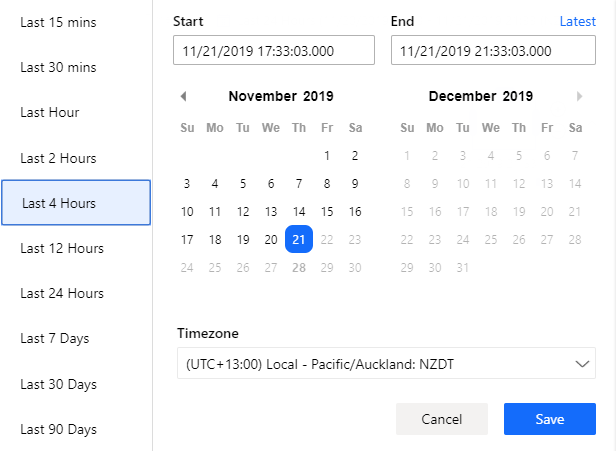 Last 15 mins
Last 30 mins
Last Hour
Last 2 Hours
Last 4 Hours
Last 12 Hours
Last 24 Hours
Last 7 Days
Last 30 Days
Last 90 Days
Start
11/21/2019 17:33:03.000
End Latest
11/21/2019 21:33:03.000
November 2019
Su Mo Tu We Th Fr Sa
1 2
3 4 5 6 7 8 9
10 11 12 13 14 15 16
17 18 19 20 21 22 23
24 25 26 27 28 29 30
December 2019
Su Mo Tu We Th Fr Sa
1 2 3 4 5 6 7
8 9 10 11 12 13 14
15 16 17 18 19 20 21
22 23 24 25 26 27 28
29 30 31
Timezone
(UTC+13:00) Local - Pacific/Auckland: NZDT
Cancel Save